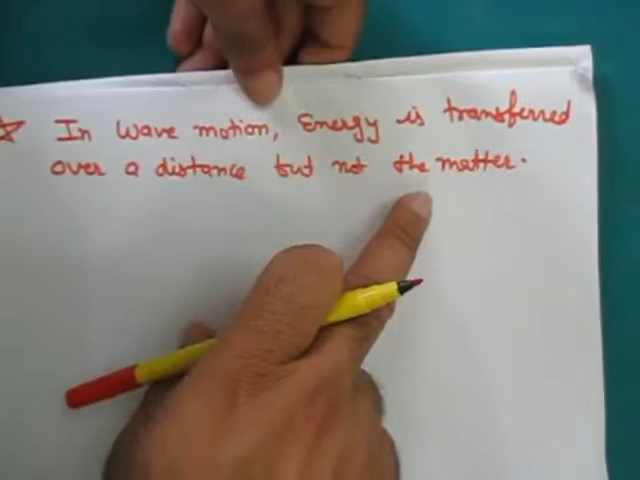 ☆ In wave motion, Energy is transferred
over a distance but not the matter.